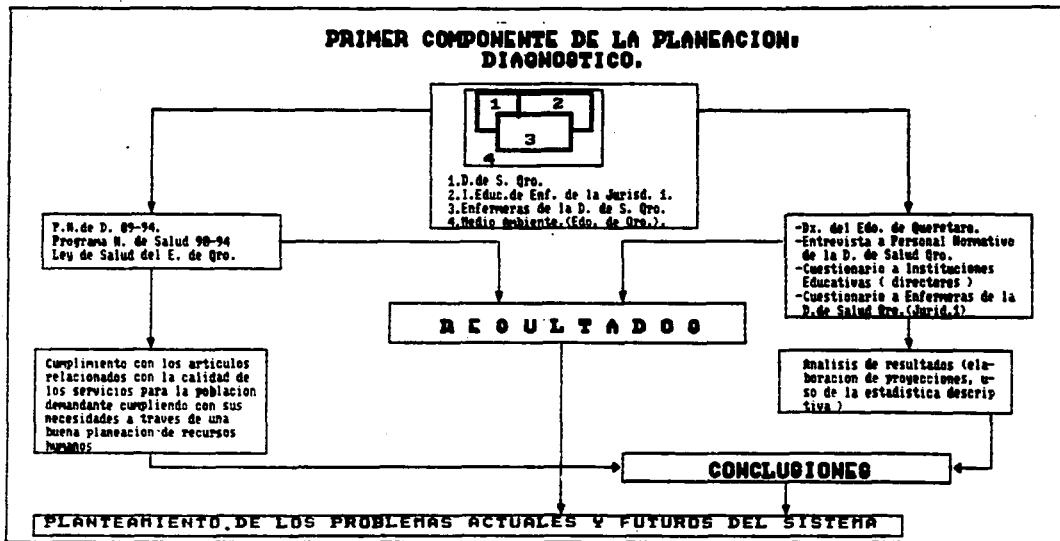 PRIMER COMPONENTE DE LA PLANEACION:
DIAGNOSTICO.
1 2
3
4
1.D.de S. Qro.
2.I.Educ.de Enf. de la Jurisd. 1.
3.Enfermeras de la D. de S. Qro.
4.Medio Ambiente.(Edo. de Qro.).
P.N.de D. 89-94.
Programa N. de Salud 90-94
Ley de Salud del E. de Qro.
-Dx. del Edo. de Queretaro.
-Entrevista a Personal Normativo
de la D. de Salud Qro.
-Cuestionario a Instituciones
Educativas ( directores )
-Cuestionario a Enfermeras de la
D.de Salud Qro.(Jurid.1)
RESULTADOS
Cumplimiento con los articulos
relacionados con la calidad de
los servicios para la poblacion
demandante cumpliendo con sus
necesidades a traves de una
buena planeacion de recursos
humanos
Analisis de resultados (ela-
boracion de proyecciones, u-
so de la estadistica descrip
tiva )
CONCLUSIONES
PLANTEAMIENTO.DE LOS PROBLEMAS ACTUALES Y FUTUROS DEL SISTEMA